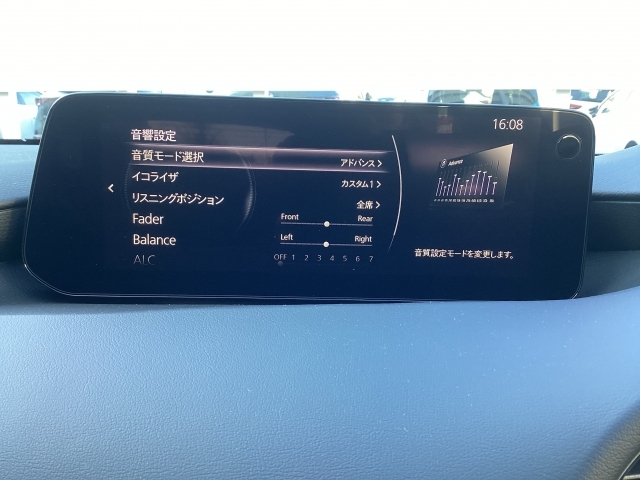 16:08
音響設定
音質モード選択 アドバンス
イコライザ カスタム1
リスニングポジション 全席
Fader Front Rear
Balance Left Right
ALC OFF 1 2 3 4 5 6 7
Advance
音質設定モードを変更します。